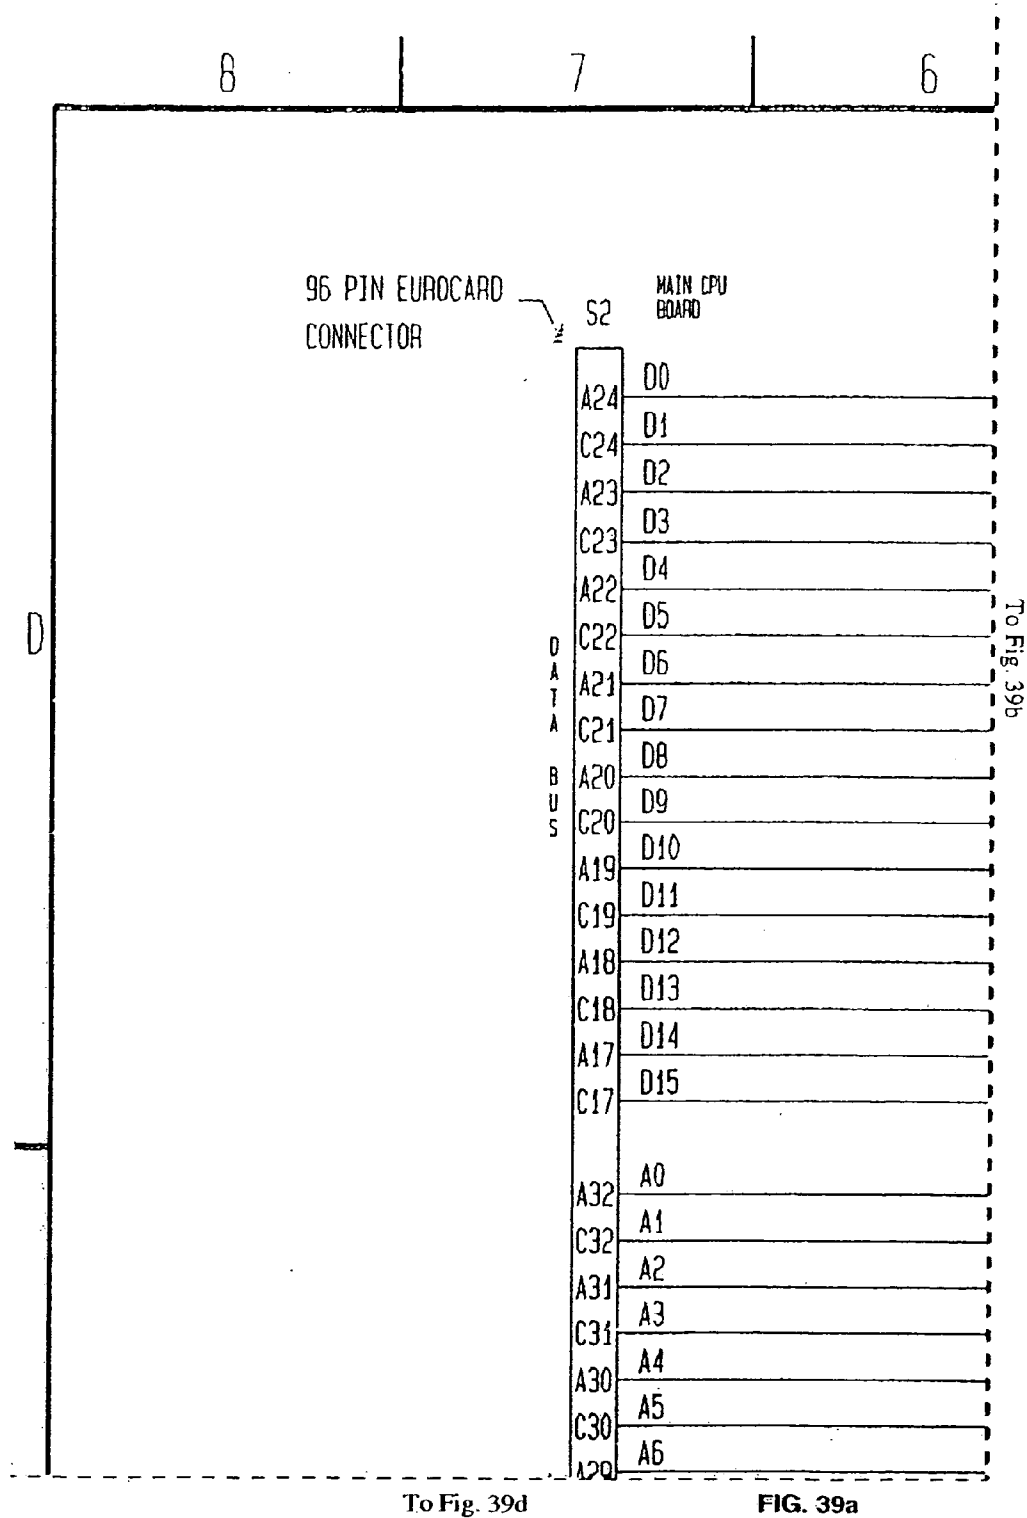 8 7 6
96 PIN EUROCARD
CONNECTOR
S2
MAIN CPU
BOARD
A24 D0
C24 D1
A23 D2
C23 D3
A22 D4
C22 D5
A21 D6
C21 D7
A20 D8
C20 D9
A19 D10
C19 D11
A18 D12
C18 D13
A17 D14
C17 D15
A32 A0
C32 A1
A31 A2
C31 A3
A30 A4
C30 A5
A29 A6
DATA BUS
D
To Fig. 39b
To Fig. 39d
FIG. 39a